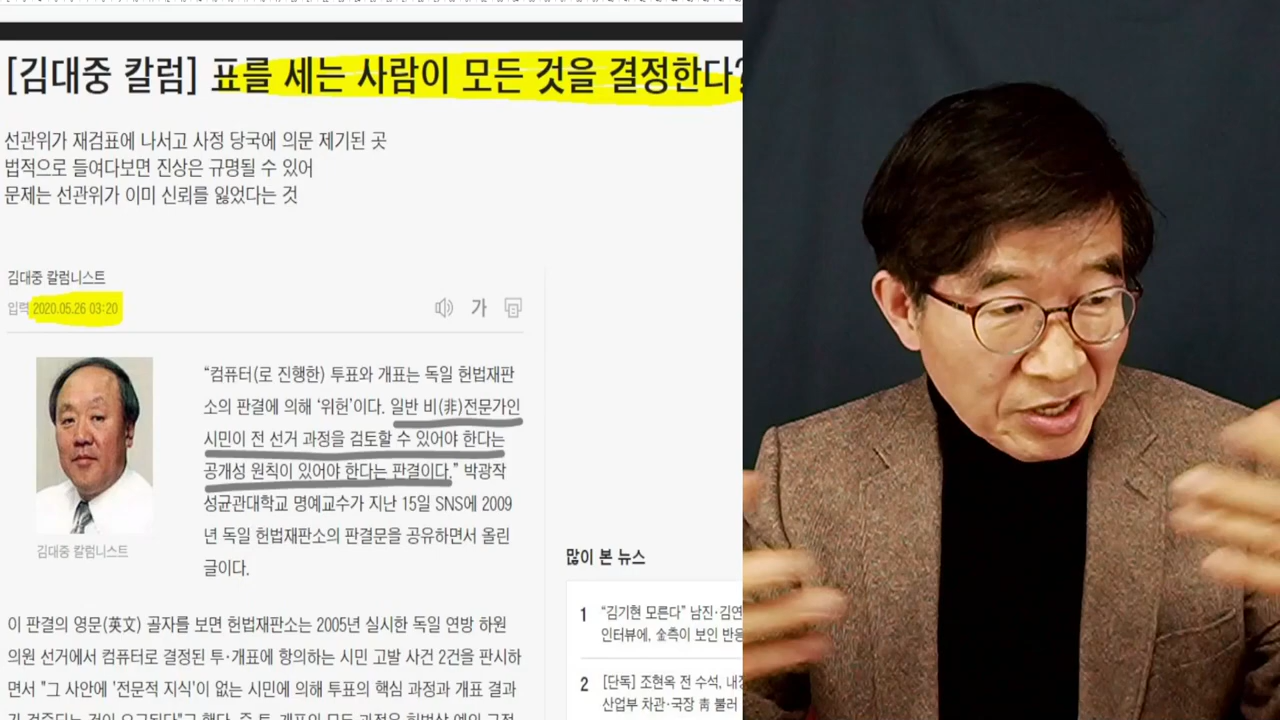 [김대중 칼럼] 표를 세는 사람이 모든 것을 결정한다?
선관위가 재검표에 나서고 사정 당국에 의문 제기된 곳
법적으로 들여다보면 진상은 규명될 수 있어
문제는 선관위가 이미 신뢰를 잃었다는 것
김대중 칼럼니스트
입력 2020.05.26 03:20
가
“컴퓨터(로 진행한) 투표와 개표는 독일 헌법재판
소의 판결에 의해 ‘위헌’이다. 일반 비(非)전문가인
시민이 전 선거 과정을 검토할 수 있어야 한다는
공개성 원칙이 있어야 한다는 판결이다.” 박광작
성균관대학교 명예교수가 지난 15일 SNS에 2009
년 독일 헌법재판소의 판결문을 공유하면서 올린
글이다.
김대중 칼럼니스트
이 판결의 영문(英文) 골자를 보면 헌법재판소는 2005년 실시한 독일 연방 하원
의원 선거에서 컴퓨터로 결정된 투·개표에 항의하는 시민 고발 사건 2건을 판시하
면서 "그 사안에 '전문적 지식'이 없는 시민에 의해 투표의 핵심 과정과 개표 결과
많이 본 뉴스
1 “김기현 모른다” 남진·김연
인터뷰에, 金측이 보인 반응
2 [단독] 조현옥 전 수석, 내정
산업부 차관·국장 靑 불러